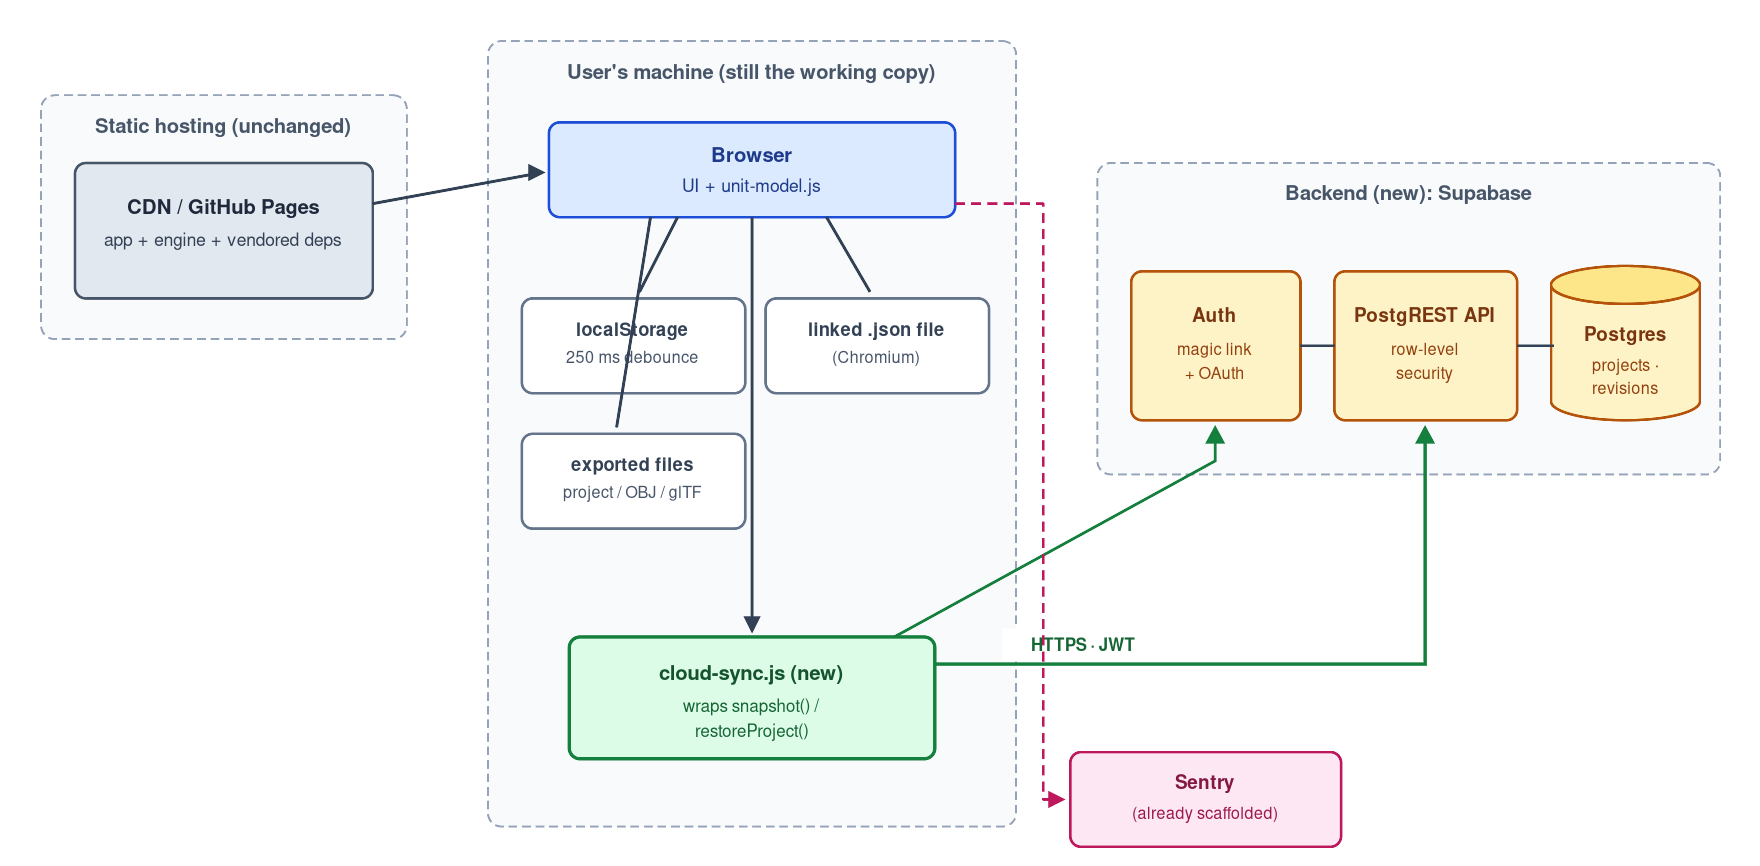 Static hosting (unchanged)
CDN / GitHub Pages
app + engine + vendored deps
User's machine (still the working copy)
Browser
UI + unit-model.js
localStorage
250 ms debounce
linked .json file
(Chromium)
exported files
project / OBJ / glTF
cloud-sync.js (new)
wraps snapshot() /
restoreProject()
HTTPS · JWT
Backend (new): Supabase
Auth
magic link
+ OAuth
PostgREST API
row-level
security
Postgres
projects ·
revisions
Sentry
(already scaffolded)